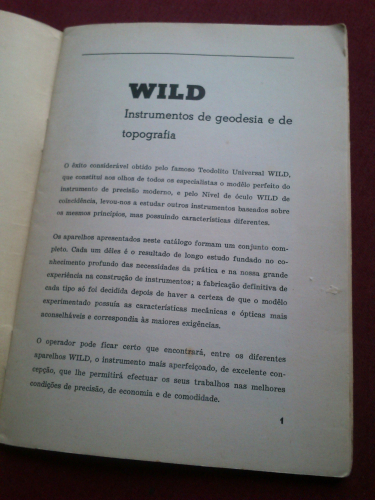 WILD
Instrumentos de geodesia e de
topografia
O êxito considerável obtido pelo famoso Teodolito Universal WILD,
que constitui aos olhos de todos os especialistas o modêlo perfeito do
instrumento de precisão moderno, e pelo Nível de óculo WILD de
coincidência, levou-nos a estudar outros instrumentos baseados sobre
os mesmos princípios, mas possuindo características diferentes.
Os aparelhos apresentados neste catálogo formam um conjunto com-
pleto. Cada um dêles é o resultado de longo estudo fundado no co-
nhecimento profundo das necessidades da prática e na nossa grande
experiência na construção de instrumentos; a fabricação definitiva de
cada tipo só foi decidida depois de haver a certeza de que o modêlo
experimentado possuía as características mecânicas e ópticas mais
aconselháveis e correspondia às maiores exigências.
O operador pode ficar certo que encontrará, entre os diferentes
aparelhos WILD, o instrumento mais aperfeiçoado, de excelente con-
cepção, que lhe permitirá efectuar os seus trabalhos nas melhores
condições de precisão, de economia e de comodidade.
1